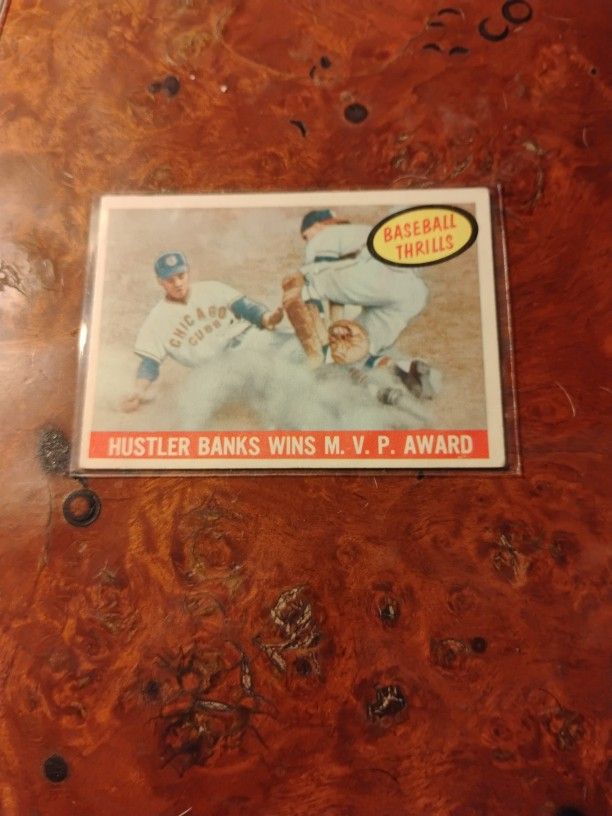 BASEBALL
THRILLS
CHICAGO
CUBS
HUSTLER BANKS WINS M. V. P. AWARD